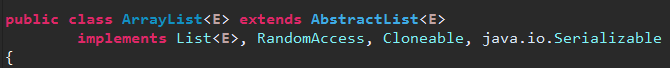 public class ArrayList<E> extends AbstractList<E>
implements List<E>, RandomAccess, Cloneable, java.io.Serializable
{